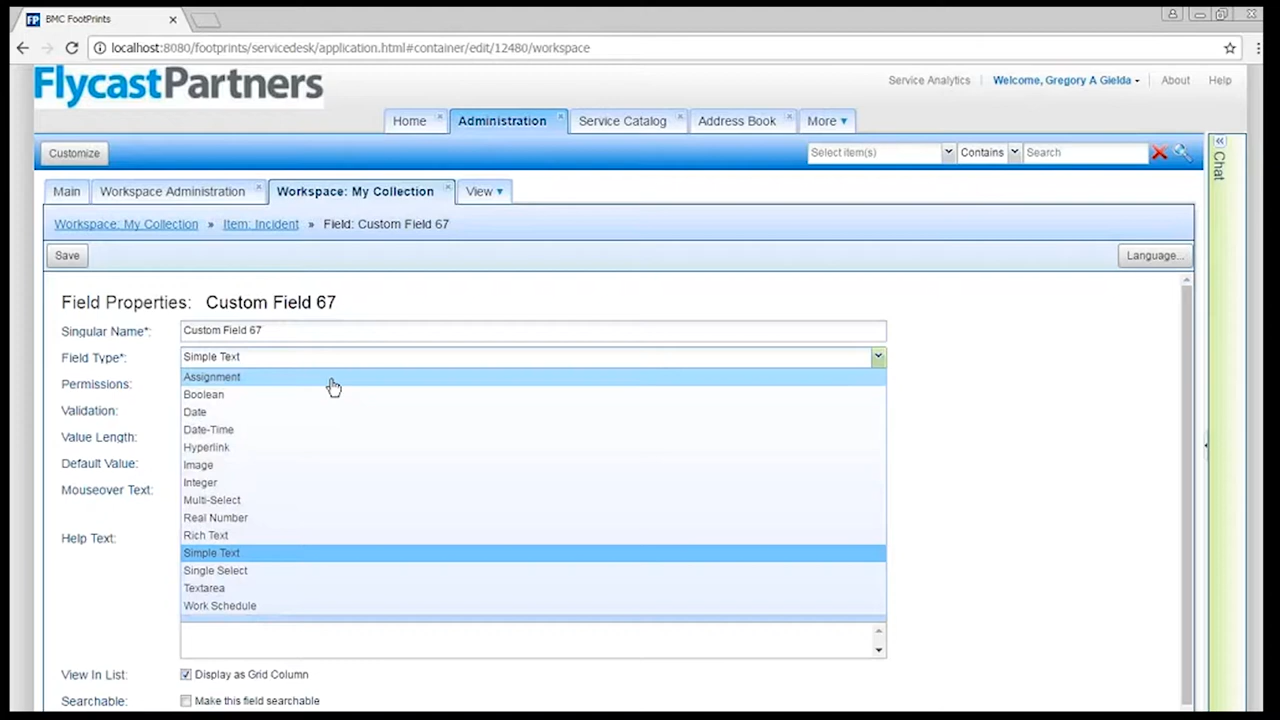 FP BMC FootPrints
localhost:8080/footprints/servicedesk/application.html#container/edit/12480/workspace
FlycastPartners
Service Analytics Welcome, Gregory A Gielda About Help
Home Administration Service Catalog Address Book More
Customize Select item(s) Contains Search
Chat
Main Workspace Administration Workspace: My Collection View
Workspace: My Collection » Item: Incident » Field: Custom Field 67
Save Language...
Field Properties: Custom Field 67
Singular Name*: Custom Field 67
Field Type*: Simple Text
Permissions: Assignment
Boolean
Validation: Date
Date-Time
Value Length: Hyperlink
Default Value: Image
Integer
Mouseover Text: Multi-Select
Real Number
Help Text: Rich Text
Simple Text
Single Select
Textarea
Work Schedule
View In List: Display as Grid Column
Searchable: Make this field searchable